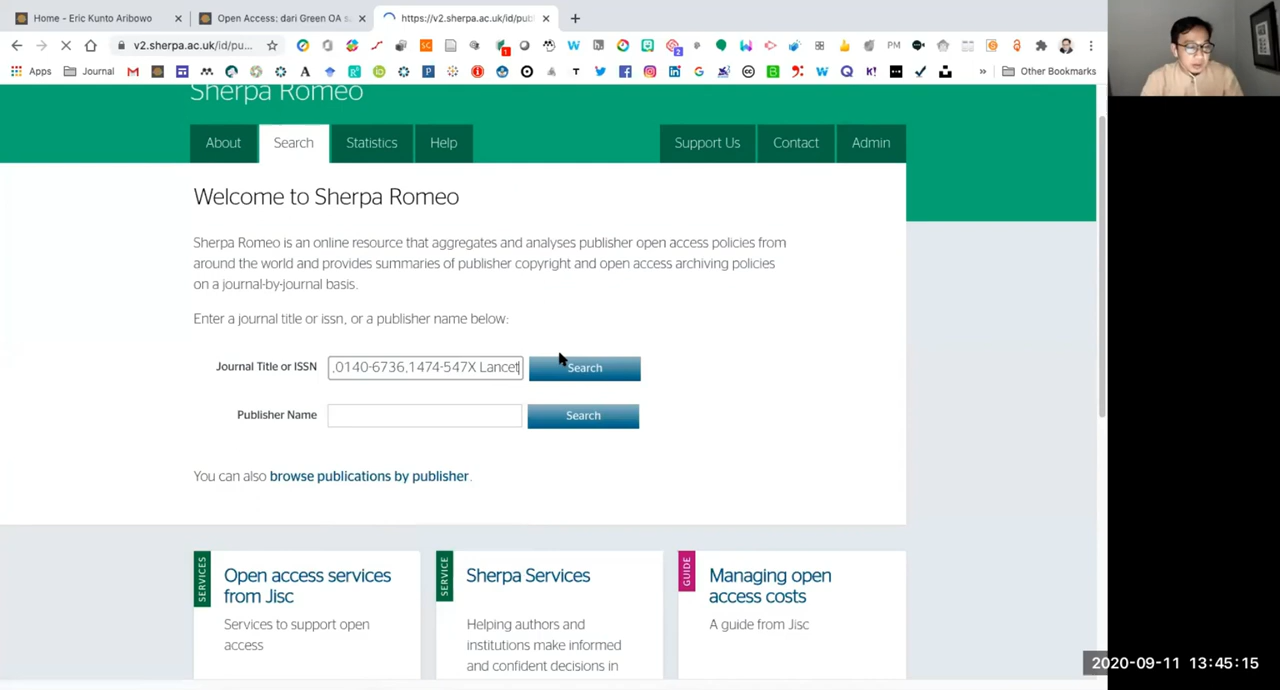 Home - Eric Kunto Aribowo
Open Access: dari Green OA s
https://v2.sherpa.ac.uk/id/pub
v2.sherpa.ac.uk/id/pu...
SC
PM
1
2
Apps
Journal
Other Bookmarks
Sherpa Romeo
About
Search
Statistics
Help
Support Us
Contact
Admin
Welcome to Sherpa Romeo
Sherpa Romeo is an online resource that aggregates and analyses publisher open access policies from
around the world and provides summaries of publisher copyright and open access archiving policies
on a journal-by-journal basis.
Enter a journal title or issn, or a publisher name below:
Journal Title or ISSN
,0140-6736,1474-547X Lancet
Search
Publisher Name
Search
You can also browse publications by publisher.
SERVICES
Open access services
from Jisc
Services to support open
access
SERVICE
Sherpa Services
Helping authors and
institutions make informed
and confident decisions in
GUIDE
Managing open
access costs
A guide from Jisc
2020-09-11 13:45:15